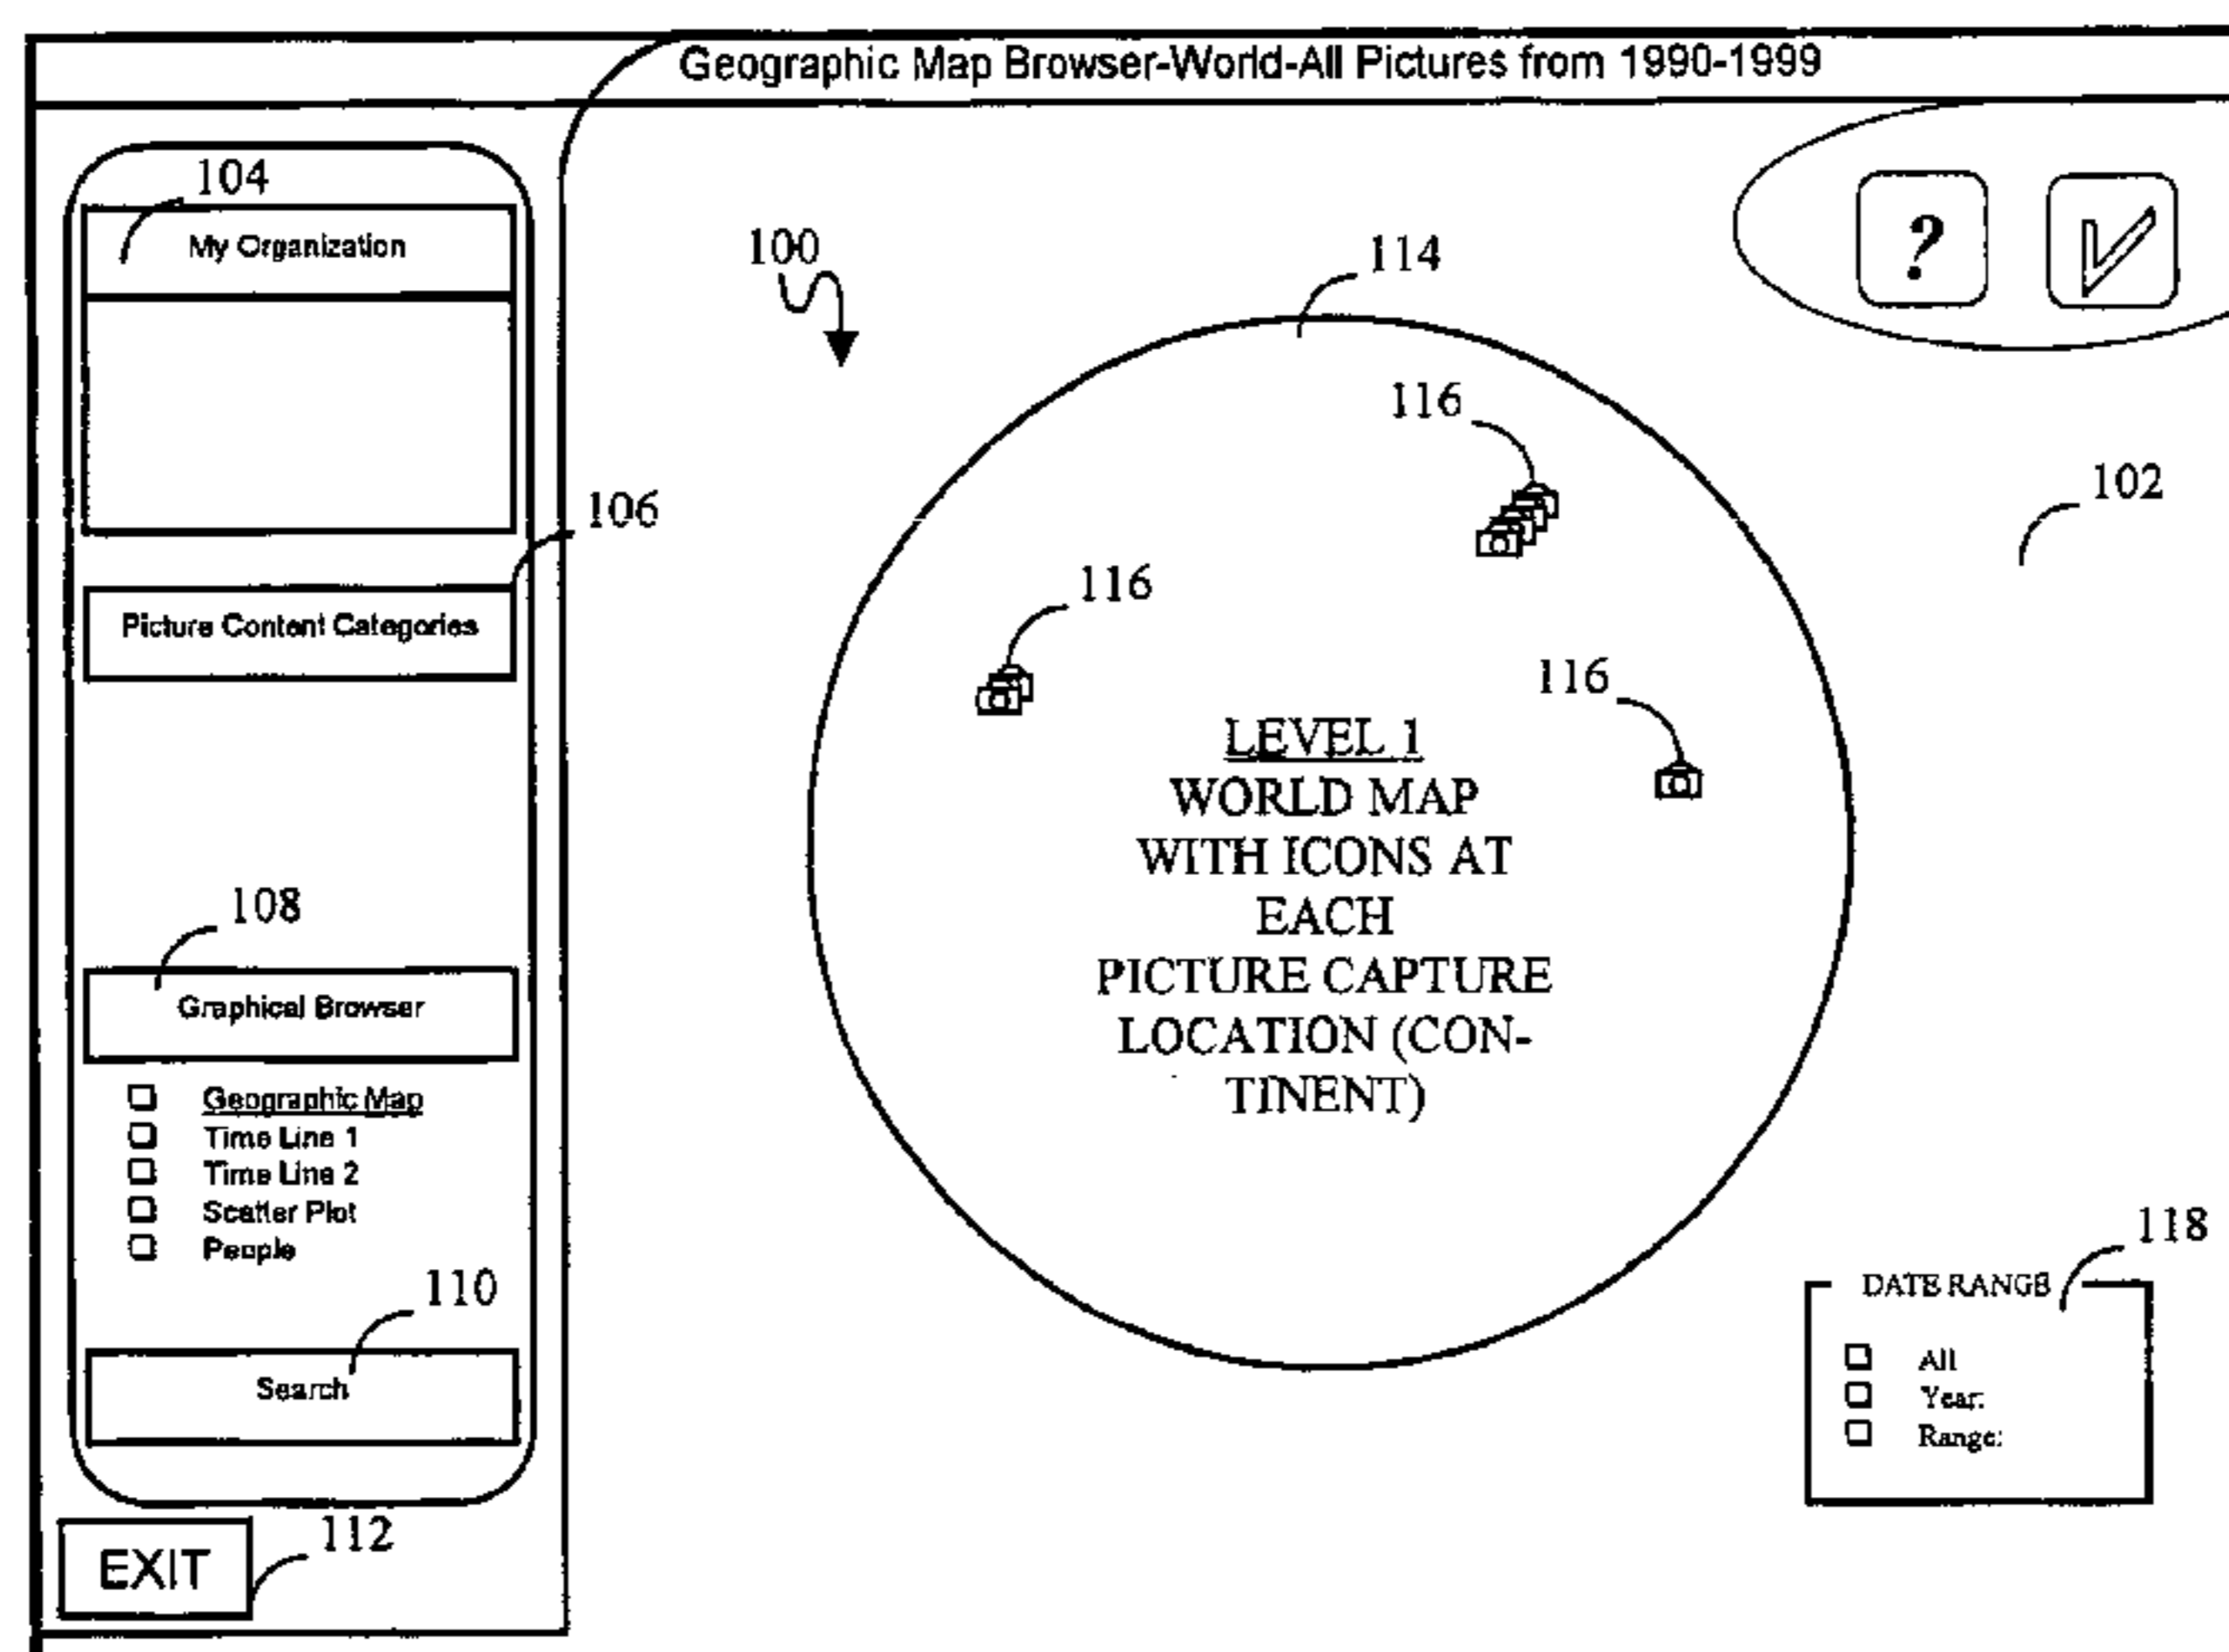 Geographic Map Browser-World-All Pictures from 1990-1999
104
My Organization
106
Picture Content Categories
108
Graphical Browser
Geographic Map
Time Line 1
Time Line 2
Scatter Plot
People
110
Search
EXIT
112
100
114
?
116
102
116
116
LEVEL 1
WORLD MAP
WITH ICONS AT
EACH
PICTURE CAPTURE
LOCATION (CON-
TINENT)
118
DATE RANGE
All
Year:
Range: